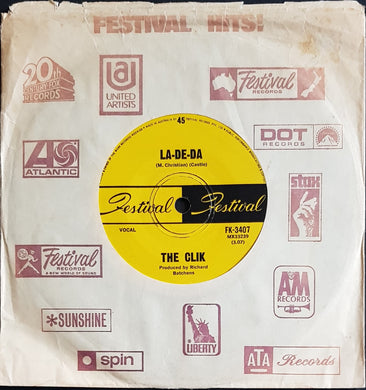 FESTIVAL HITS!
20th
CENTURY FOX
RECORDS
UA
UNITED
ARTISTS
Festival
RECORDS
DOT
RECORDS
ATLANTIC
stax
45
LA-DE-DA
(M. Christian) (Castle)
Festival Festival
VOCAL
FK-3407
MX33239
(3.07)
THE CLIK
Produced by Richard
Batchens
Festival
RECORDS
A NEW WORLD OF SOUND
*SUNSHINE
spin
LIBERTY
A&M
RECORDS
ATA Records